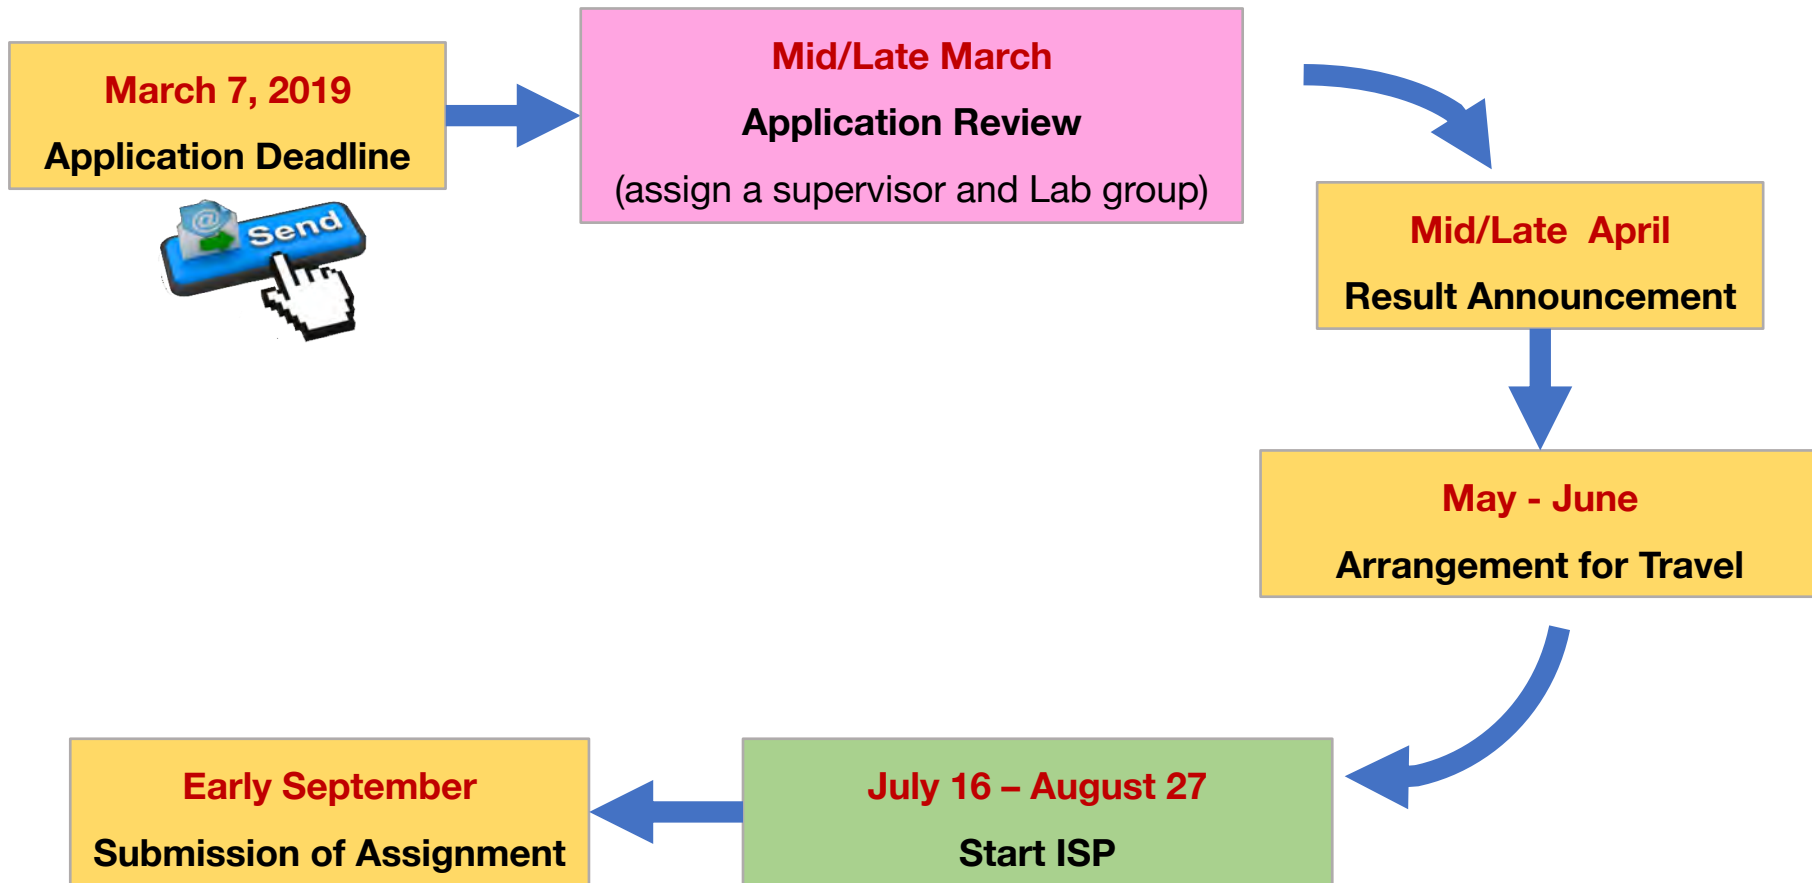 March 7, 2019
Application Deadline
@
Send
Mid/Late March
Application Review
(assign a supervisor and Lab group)
Mid/Late April
Result Announcement
May - June
Arrangement for Travel
July 16 – August 27
Start ISP
Early September
Submission of Assignment